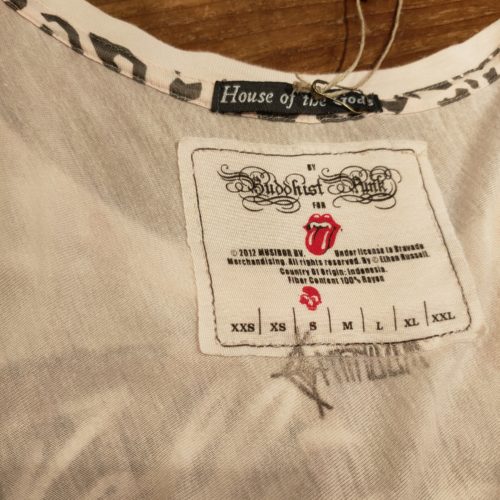 House of the Gods
BY
Buddhist Punk
FOR
© 2012 MUSIDOR BV. Under license to Bravado
Merchandising. All rights reserved. By © Ethan Russell.
Country Of Origin: Indonesia.
Fiber Content 100% Rayon
XXS XS S M L XL XXL